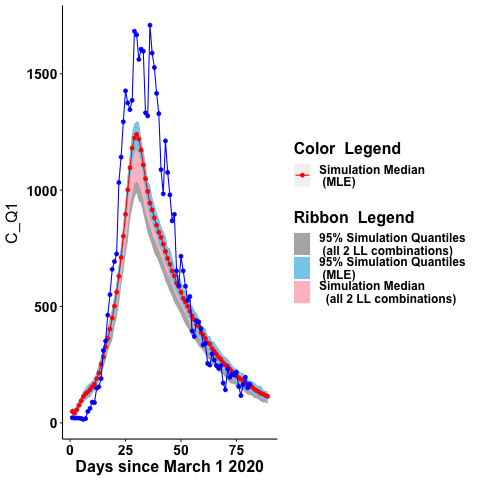 C_Q1
1500
1000
500
0
0 25 50 75
Days since March 1 2020
Color Legend
Simulation Median
(MLE)
Ribbon Legend
95% Simulation Quantiles
(all 2 LL combinations)
95% Simulation Quantiles
(MLE)
Simulation Median
(all 2 LL combinations)